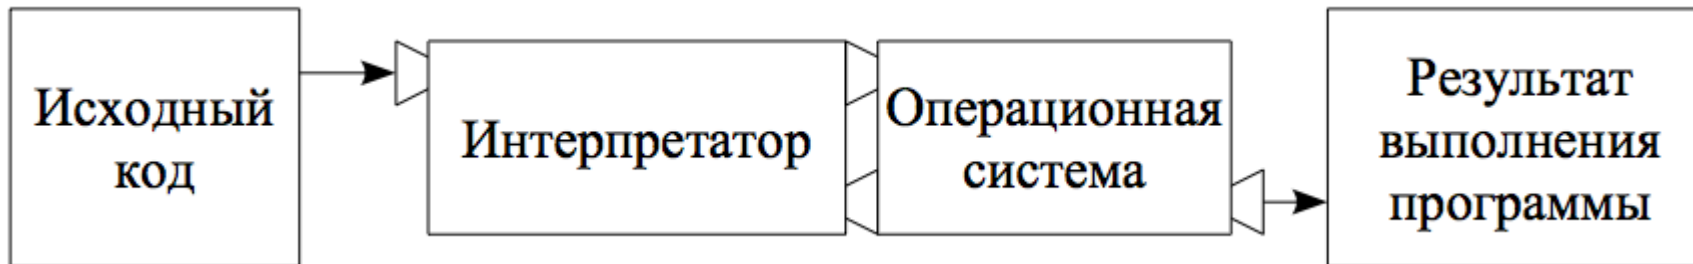 Исходный
код
Интерпретатор
Операционная
система
Результат
выполнения
программы